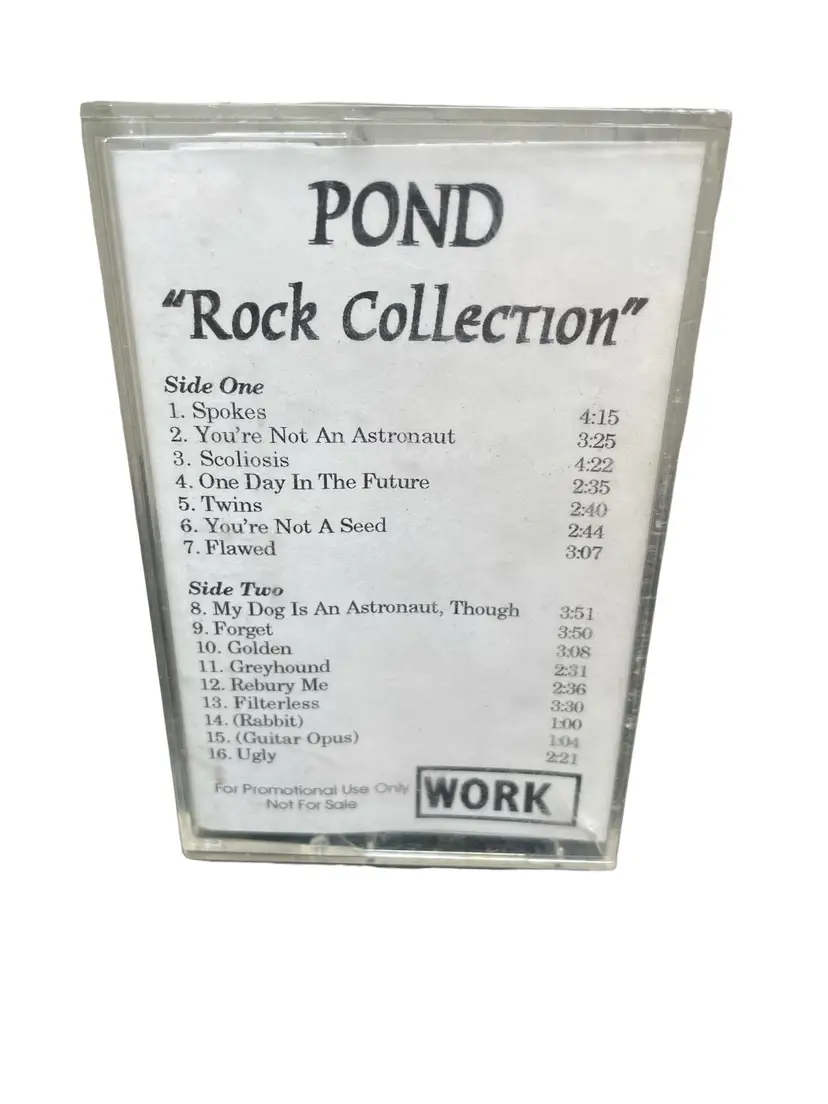 POND
"Rock Collection"
Side One
1. Spokes 4:15
2. You're Not An Astronaut 3:25
3. Scoliosis 4:22
4. One Day In The Future 2:35
5. Twins 2:40
6. You're Not A Seed 2:44
7. Flawed 3:07
Side Two
8. My Dog Is An Astronaut, Though 3:51
9. Forget 3:50
10. Golden 3:08
11. Greyhound 2:31
12. Rebury Me 2:36
13. Filterless 3:30
14. (Rabbit) 1:00
15. (Guitar Opus) 1:04
16. Ugly 2:21
For Promotional Use Only
Not For Sale
WORK